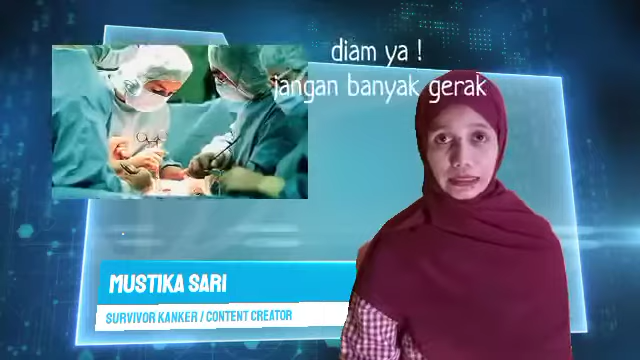 diam ya !
jangan banyak gerak
MUSTIKA SARI
SURVIVOR KANKER / CONTENT CREATOR